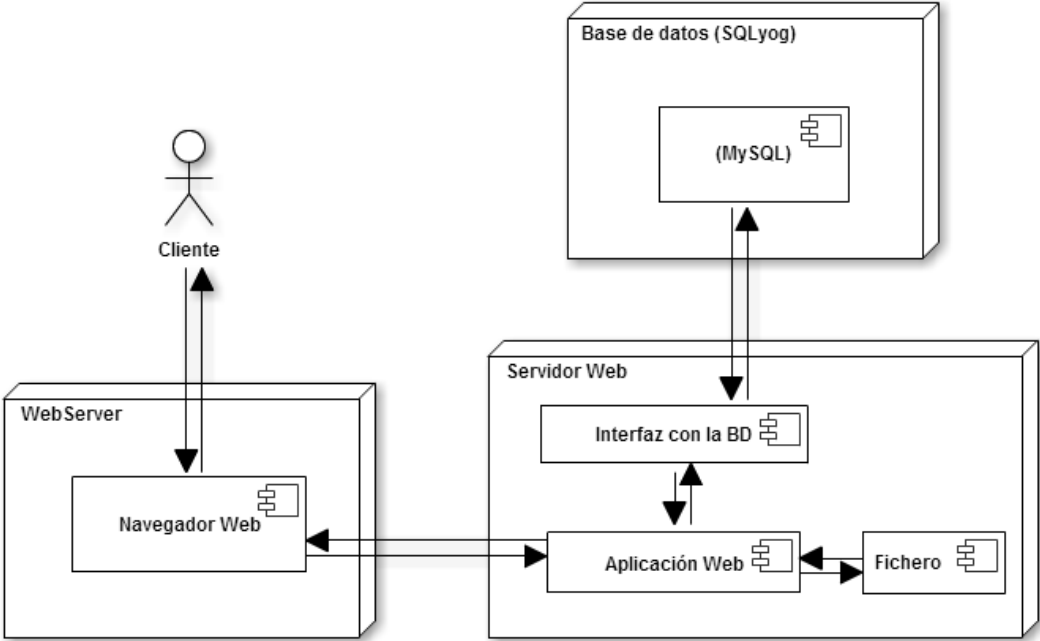 Base de datos (SQLyog)
(MySQL)
Cliente
Servidor Web
WebServer
Interfaz con la BD
Navegador Web
Aplicación Web
Fichero